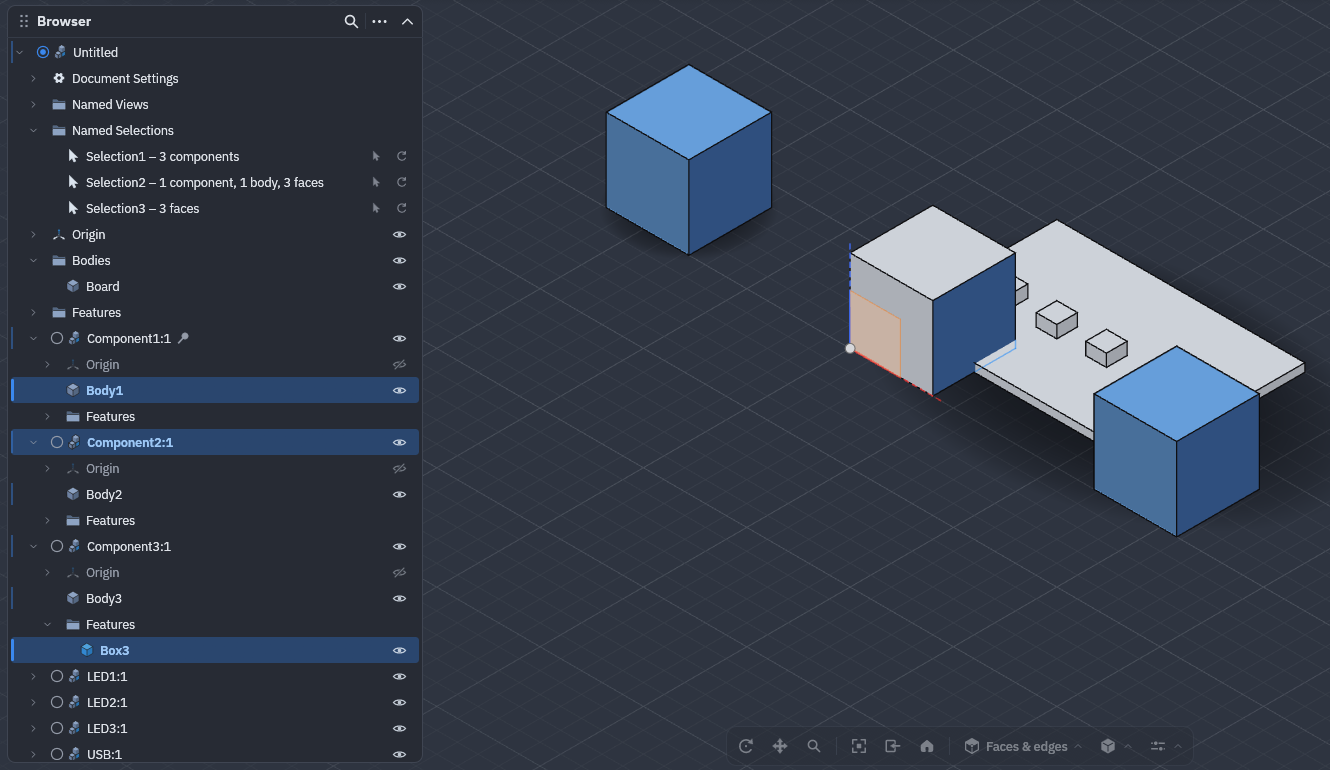 Browser
Untitled
Document Settings
Named Views
Named Selections
Selection1 – 3 components
Selection2 – 1 component, 1 body, 3 faces
Selection3 – 3 faces
Origin
Bodies
Board
Features
Component1:1
Origin
Body1
Features
Component2:1
Origin
Body2
Features
Component3:1
Origin
Body3
Features
Box3
LED1:1
LED2:1
LED3:1
USB:1
Faces & edges